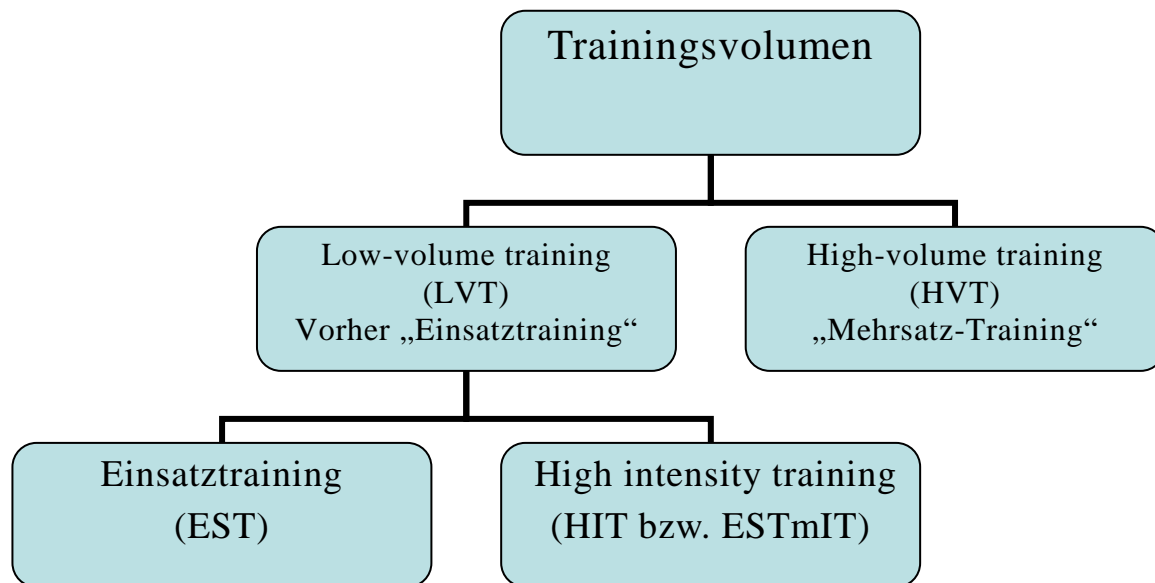 Trainingsvolumen
Low-volume training
(LVT)
Vorher „Einsatztraining“
High-volume training
(HVT)
„Mehrsatz-Training“
Einsatztraining
(EST)
High intensity training
(HIT bzw. ESTmIT)